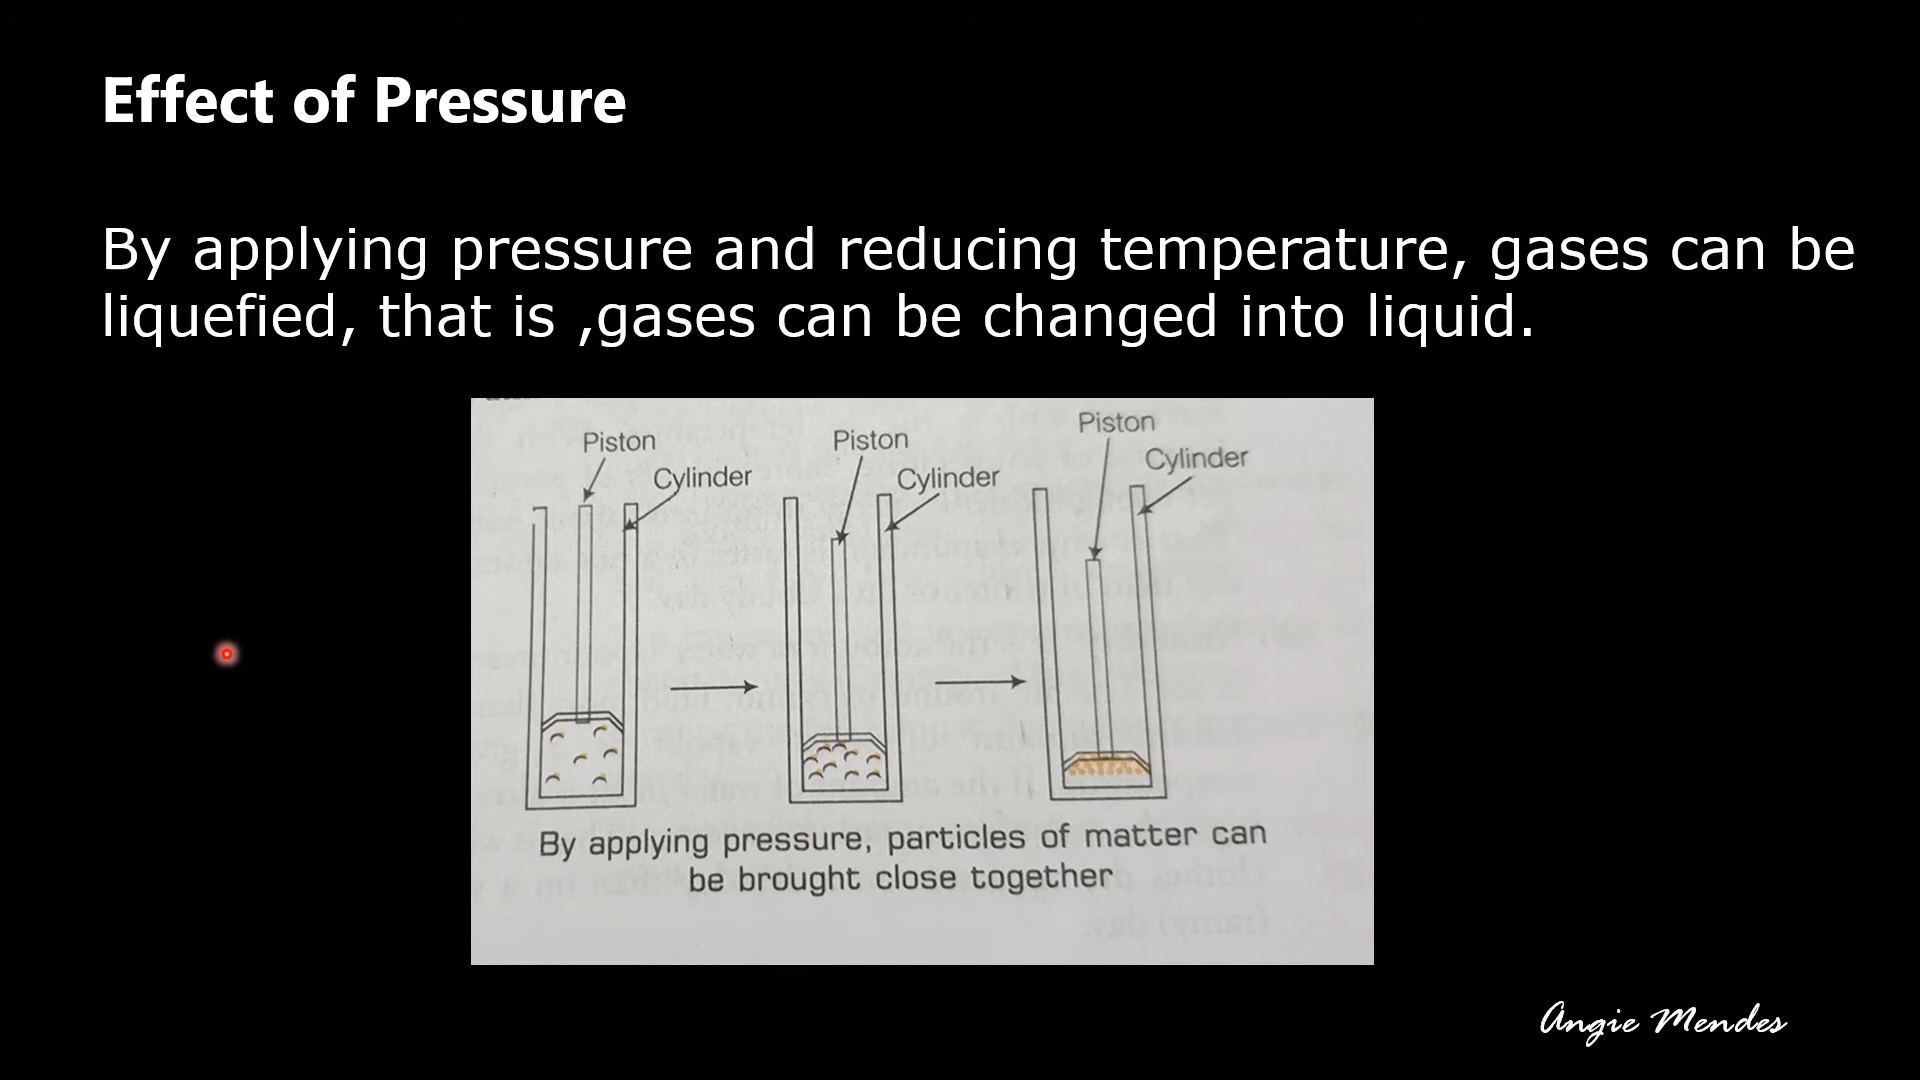 Effect of Pressure
By applying pressure and reducing temperature, gases can be
liquefied, that is ,gases can be changed into liquid.
Piston
Cylinder
Piston
Cylinder
Piston
Cylinder
By applying pressure, particles of matter can
be brought close together
(rainy) day.
Angie Mendes